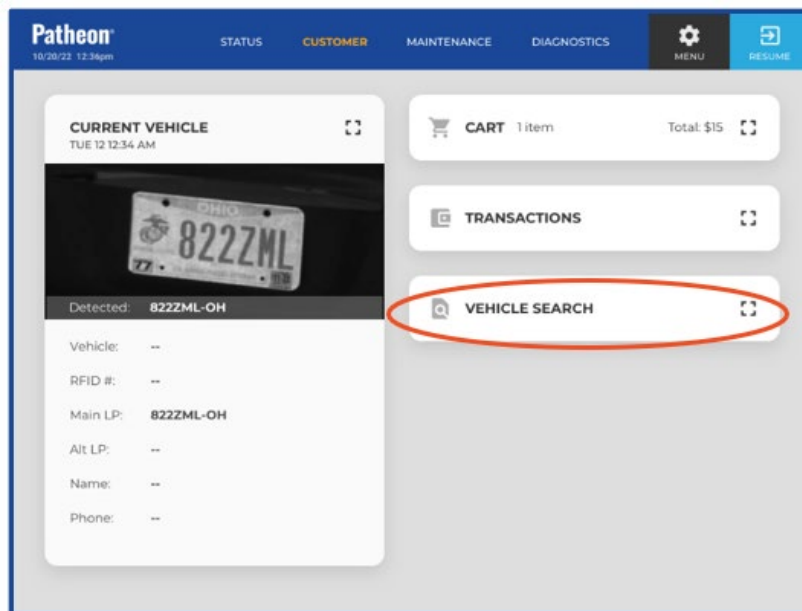 Patheon®
10/20/22 12:36pm
STATUS
CUSTOMER
MAINTENANCE
DIAGNOSTICS
MENU
RESUME
CURRENT VEHICLE
TUE 12 12:34 AM
OHIO
822ZML
77
Detected: 822ZML-OH
Vehicle: --
RFID #: --
Main LP: 822ZML-OH
Alt LP: --
Name: --
Phone: --
CART 1 item Total: $15
TRANSACTIONS
VEHICLE SEARCH